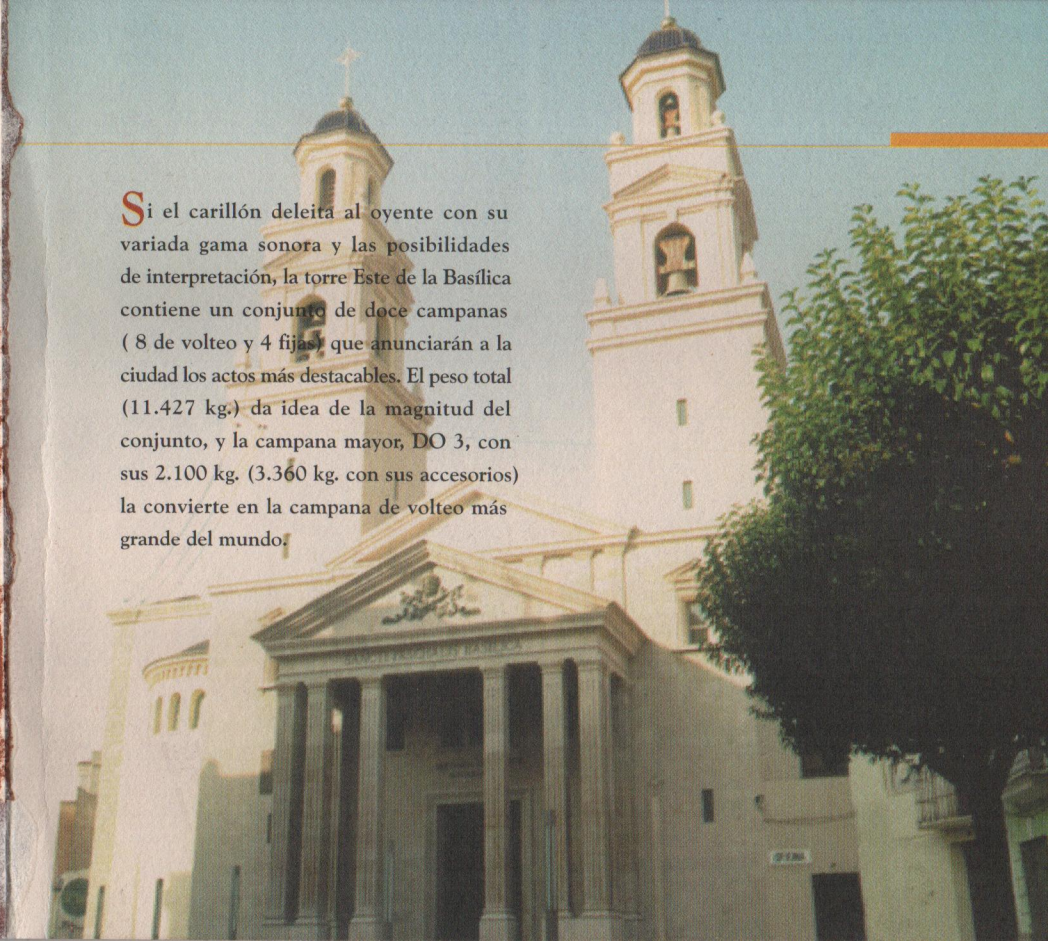 Si el carillón deleita al oyente con su
variada gama sonora y las posibilidades
de interpretación, la torre Este de la Basílica
contiene un conjunto de doce campanas
( 8 de volteo y 4 fijas) que anunciarán a la
ciudad los actos más destacables. El peso total
(11.427 kg.) da idea de la magnitud del
conjunto, y la campana mayor, DO 3, con
sus 2.100 kg. (3.360 kg. con sus accesorios)
la convierte en la campana de volteo más
grande del mundo.
BASILICA